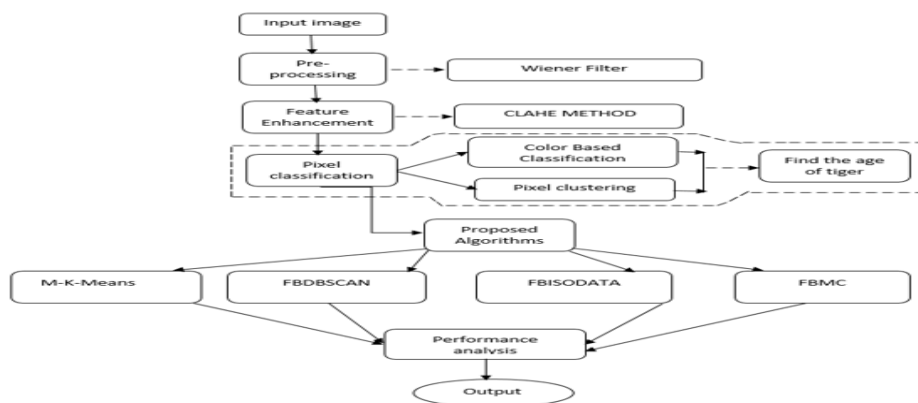 Input image
Pre-
processing
Wiener Filter
Feature
Enhancement
CLAHE METHOD
Pixel
classification
Color Based
Classification
Pixel clustering
Find the age
of tiger
Proposed
Algorithms
M-K-Means
FBDBSCAN
FBISODATA
FBMC
Performance
analysis
Output